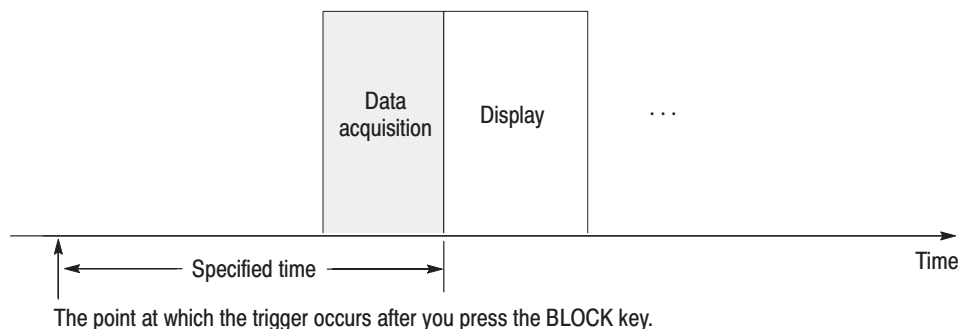 Data
acquisition
Display
. . .
Time
Specified time
The point at which the trigger occurs after you press the BLOCK key.